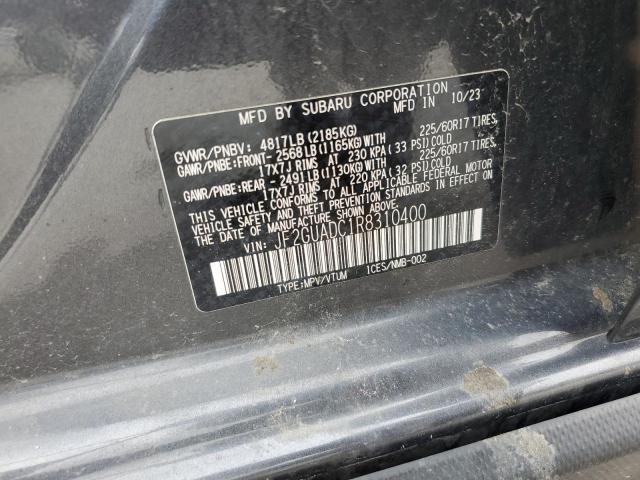 MFD BY SUBARU CORPORATION
MFD IN 10/23
GVWR/PNBV: 4817LB (2185KG)
GAWR/PNBE: FRONT- 2568LB (1165KG) WITH 225/60R17 TIRES,
17X7J RIMS AT 230 KPA (33 PSI) COLD
GAWR/PNBE: REAR - 2491LB (1130KG) WITH 225/60R17 TIRES,
17X7J RIMS AT 220 KPA (32 PSI) COLD
THIS VEHICLE CONFORMS TO ALL APPLICABLE FEDERAL MOTOR
VEHICLE SAFETY, BUMPER, AND THEFT PREVENTION STANDARDS IN
EFFECT ON THE DATE OF MANUFACTURE SHOWN ABOVE.
VIN: JF2GUADC1R8310400
TYPE:MPV/VTUM ICES/NMB-002